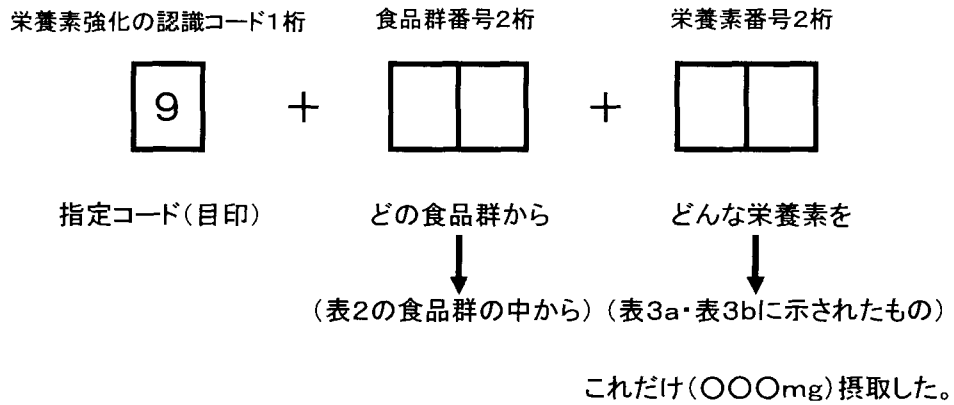 栄養素強化の認識コード1桁 食品群番号2桁 栄養素番号2桁
9 + +
指定コード(目印) どの食品群から どんな栄養素を
(表2の食品群の中から) (表3a・表3bに示されたもの)
これだけ(○○○mg)摂取した。